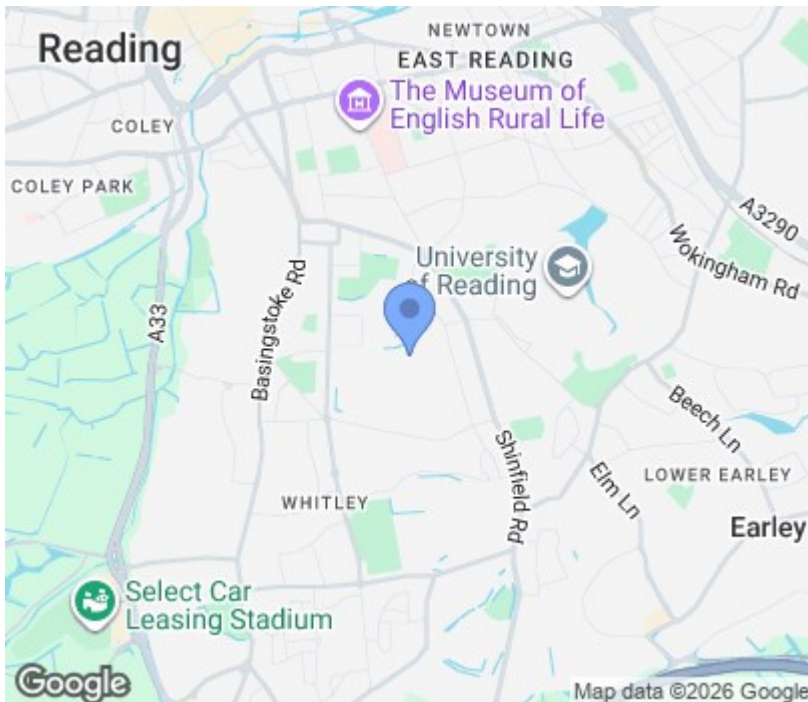 Reading
NEWTOWN
EAST READING
The Museum of
English Rural Life
COLEY
COLEY PARK
A3290
Wokingham Rd
University
of Reading
Basingstoke Rd
A33
Beech Ln
Shinfield Rd
Elm Ln
LOWER EARLEY
WHITLEY
Earley
Select Car
Leasing Stadium
Google
Map data ©2026 Google